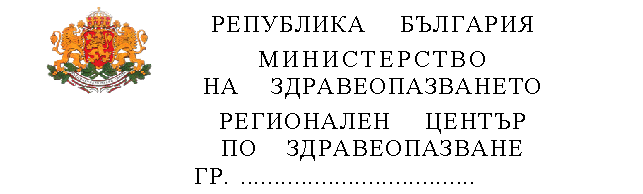 РЕПУБЛИКА БЪЛГАРИЯ
МИНИСТЕРСТВО
НА ЗДРАВЕОПАЗВАНЕТО
РЕГИОНАЛЕН ЦЕНТЪР
ПО ЗДРАВЕОПАЗВАНЕ
ГР. ...................................